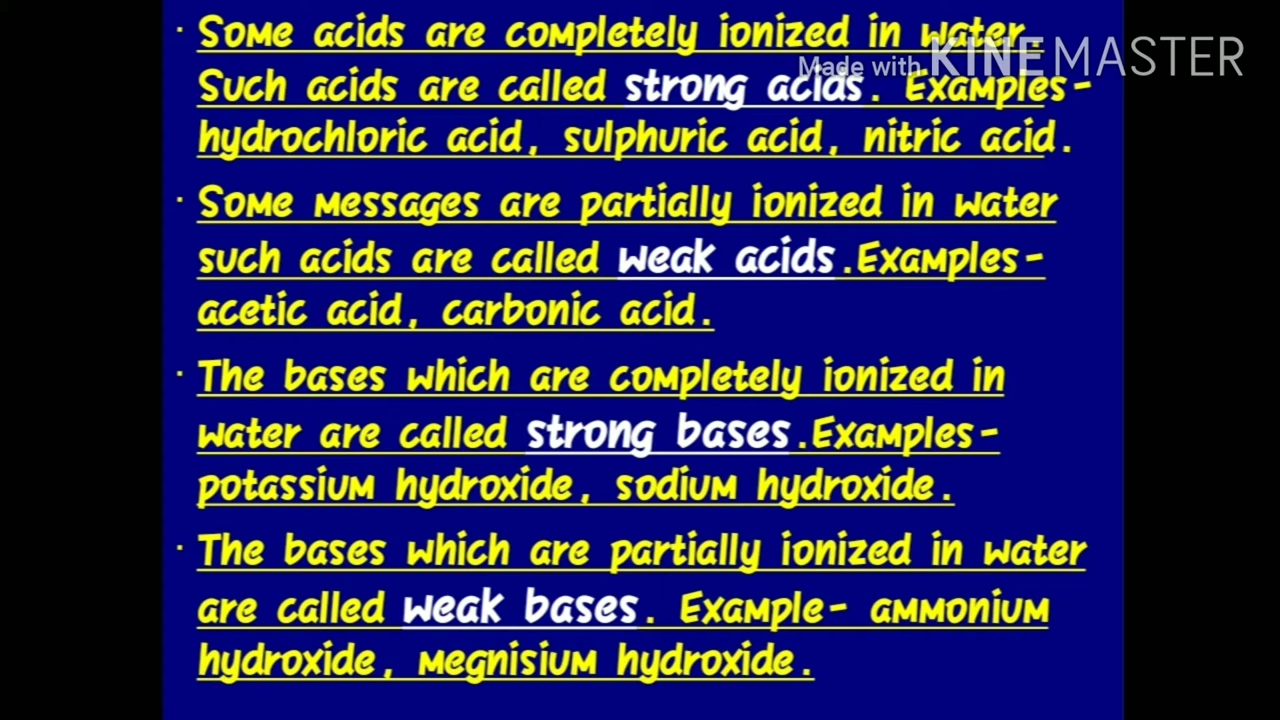 · Some acids are completely ionized in water.
Made with KINEMASTER
Such acids are called strong acids. Examples-
hydrochloric acid, sulphuric acid, nitric acid.
· Some messages are partially ionized in water
such acids are called weak acids.Examples-
acetic acid, carbonic acid.
· The bases which are completely ionized in
water are called strong bases.Examples-
potassium hydroxide, sodium hydroxide.
· The bases which are partially ionized in water
are called weak bases. Example- ammonium
hydroxide, megnisium hydroxide.